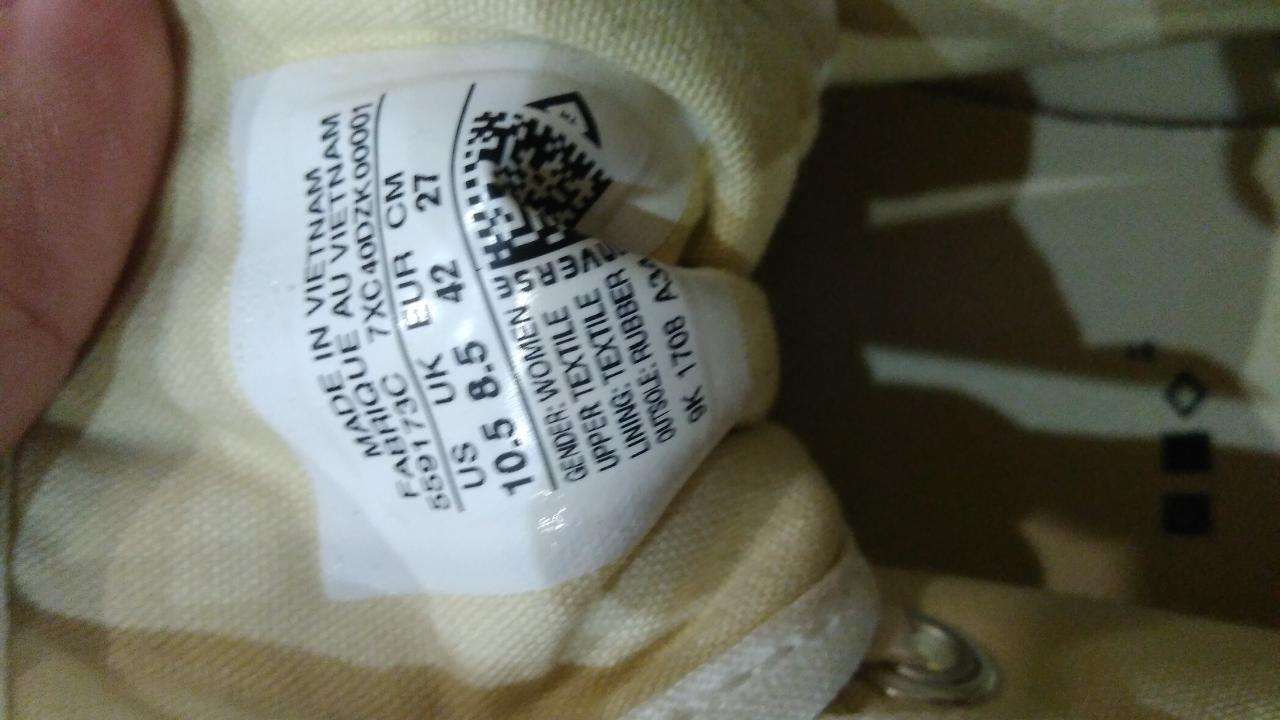 MADE IN VIETNAM
FABRIQUE AU VIETNAM
559173C 7XC40DZK00001
US UK EUR CM
10.5 8.5 42 27
GENDER: WOMEN
UPPER TEXTILE
LINING: TEXTILE
OUTSOLE: RUBBER
9K 1708